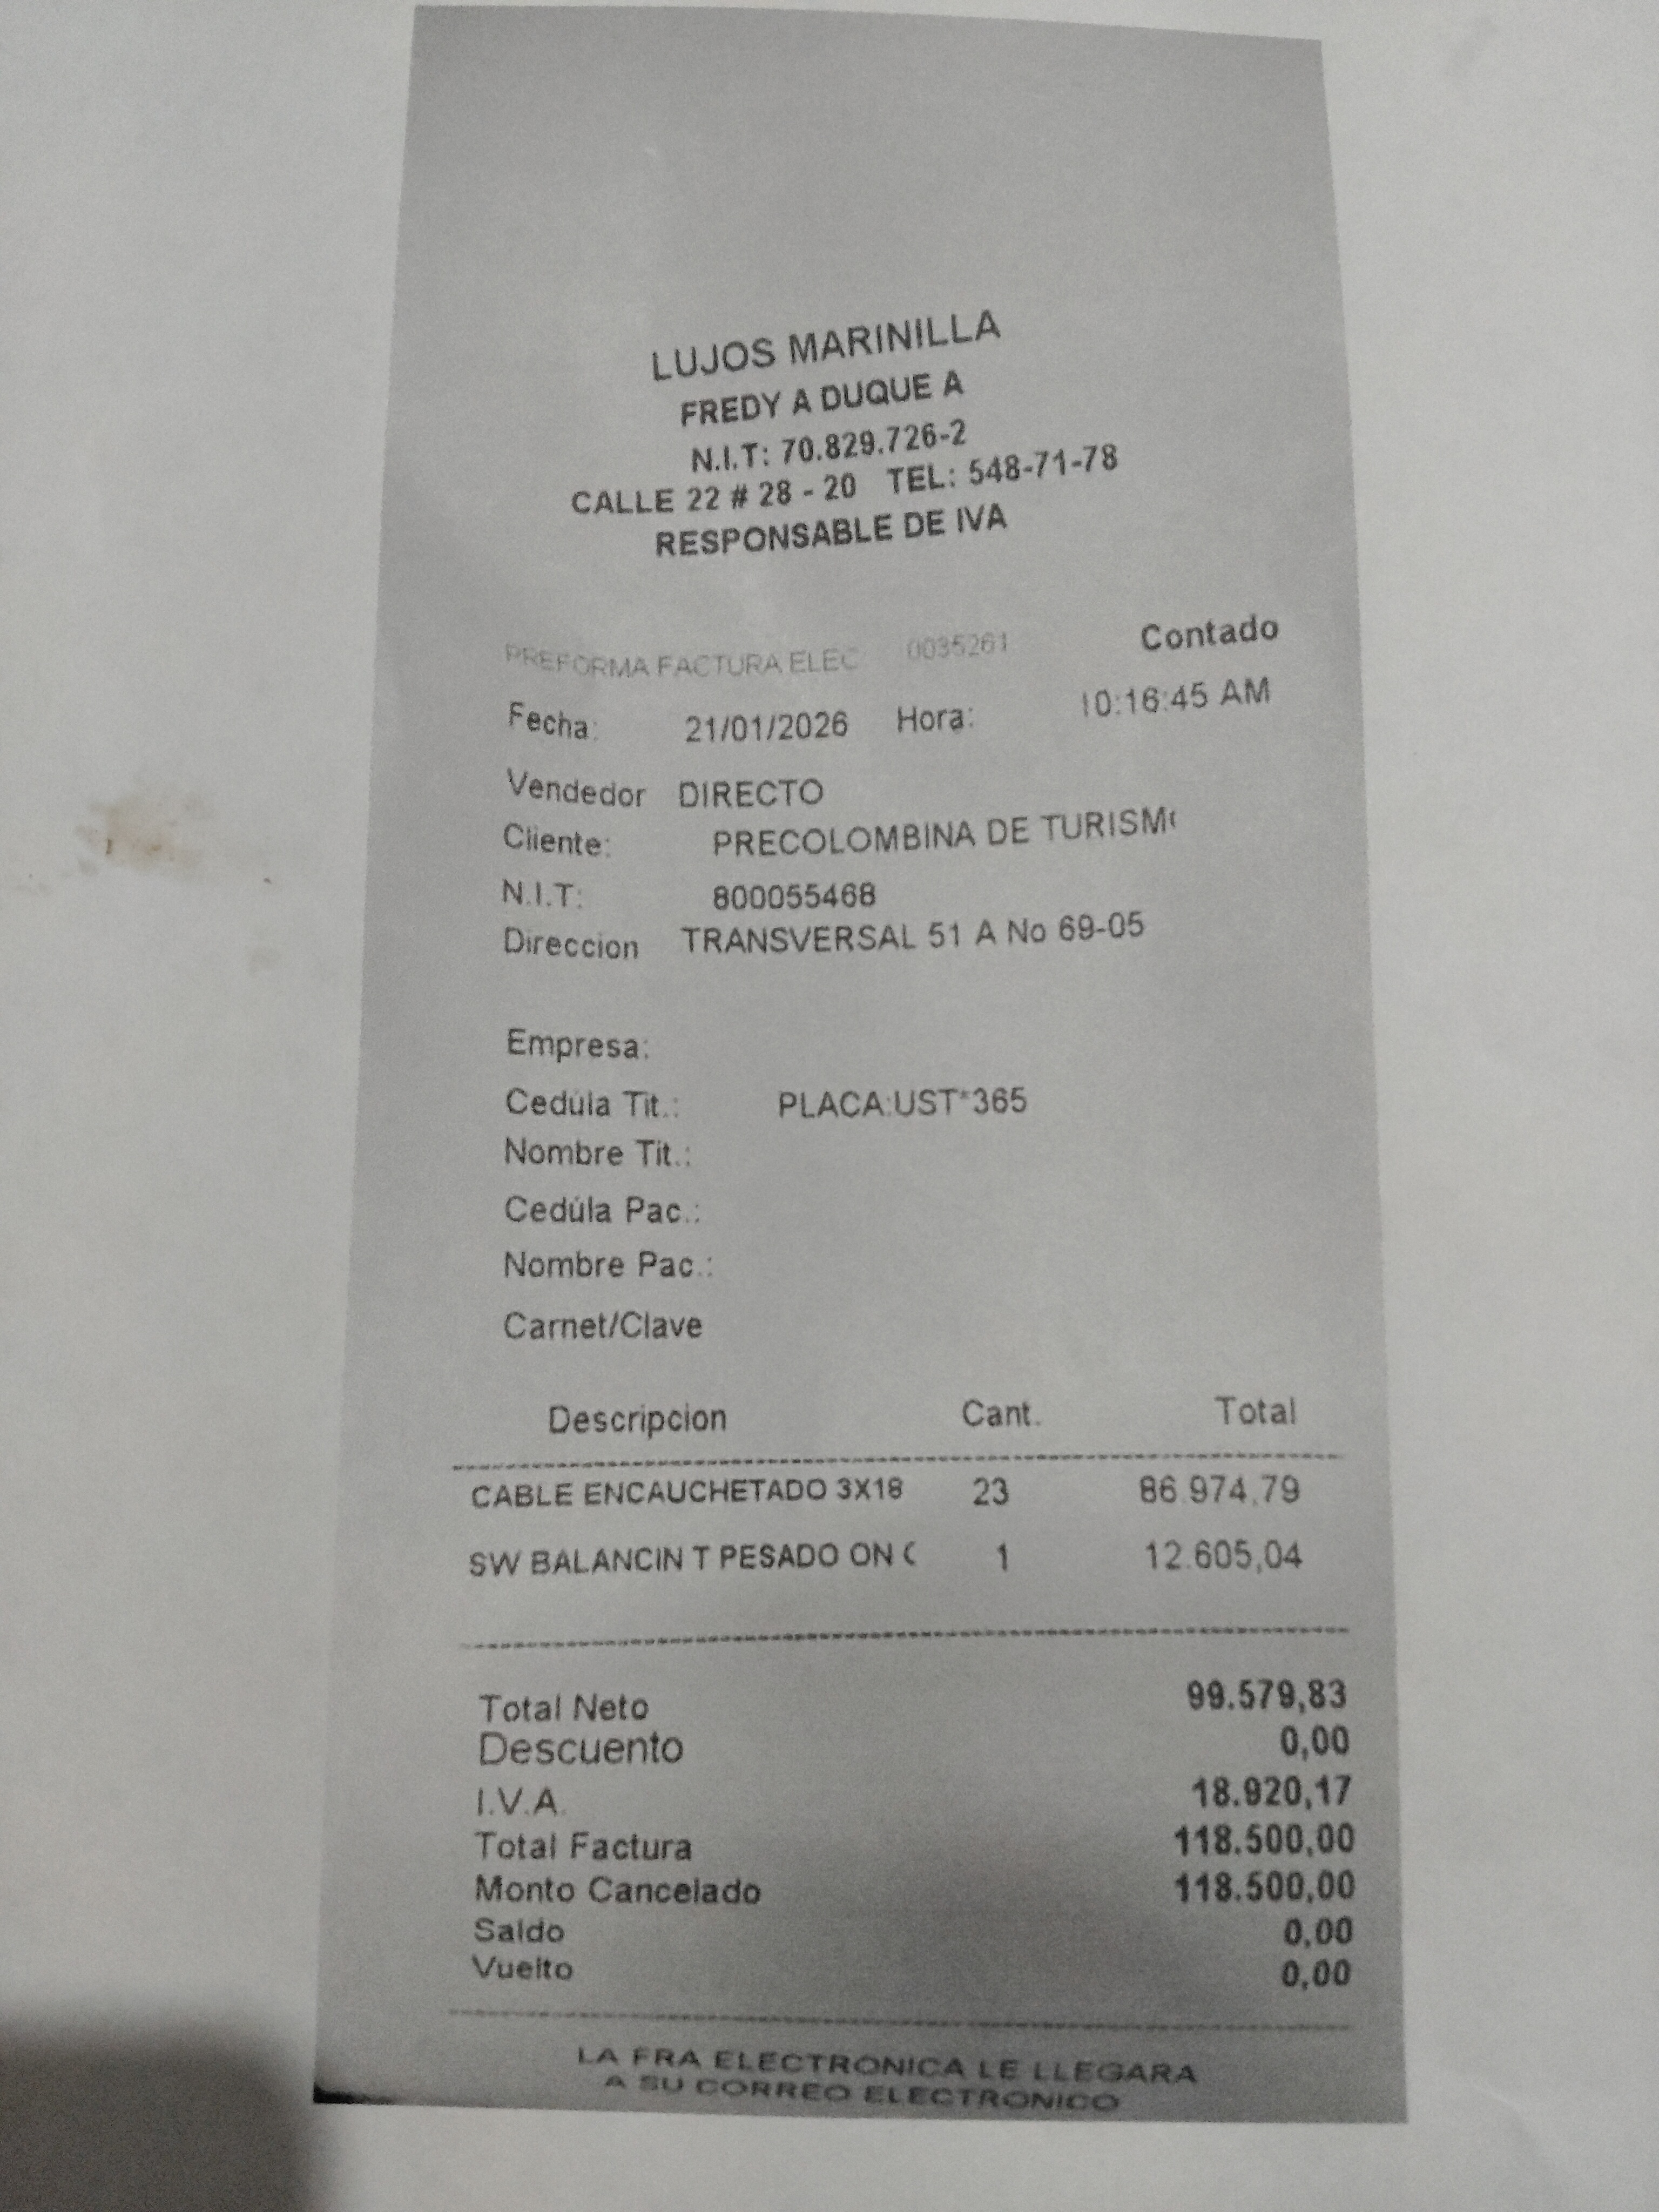 LUJOS MARINILLA
FREDY A DUQUE A
N.I.T: 70.829.726-2
CALLE 22 # 28 - 20 TEL: 548-71-78
RESPONSABLE DE IVA
PREFORMA FACTURA ELEC 0035261 Contado
Fecha: 21/01/2026 Hora: 10:16:45 AM
Vendedor DIRECTO
Cliente: PRECOLOMBINA DE TURISM
N.I.T: 800055468
Direccion TRANSVERSAL 51 A No 69-05
Empresa:
Cedúla Tit.: PLACA:UST*365
Nombre Tit.:
Cedúla Pac.:
Nombre Pac.:
Carnet/Clave
Descripcion Cant. Total
CABLE ENCAUCHETADO 3X18 23 86.974,79
SW BALANCIN T PESADO ON 1 12.605,04
Total Neto 99.579,83
Descuento 0,00
I.V.A. 18.920,17
Total Factura 118.500,00
Monto Cancelado 118.500,00
Saldo 0,00
Vuelto 0,00
LA FRA ELECTRONICA LE LLEGARA
A SU CORREO ELECTRONICO